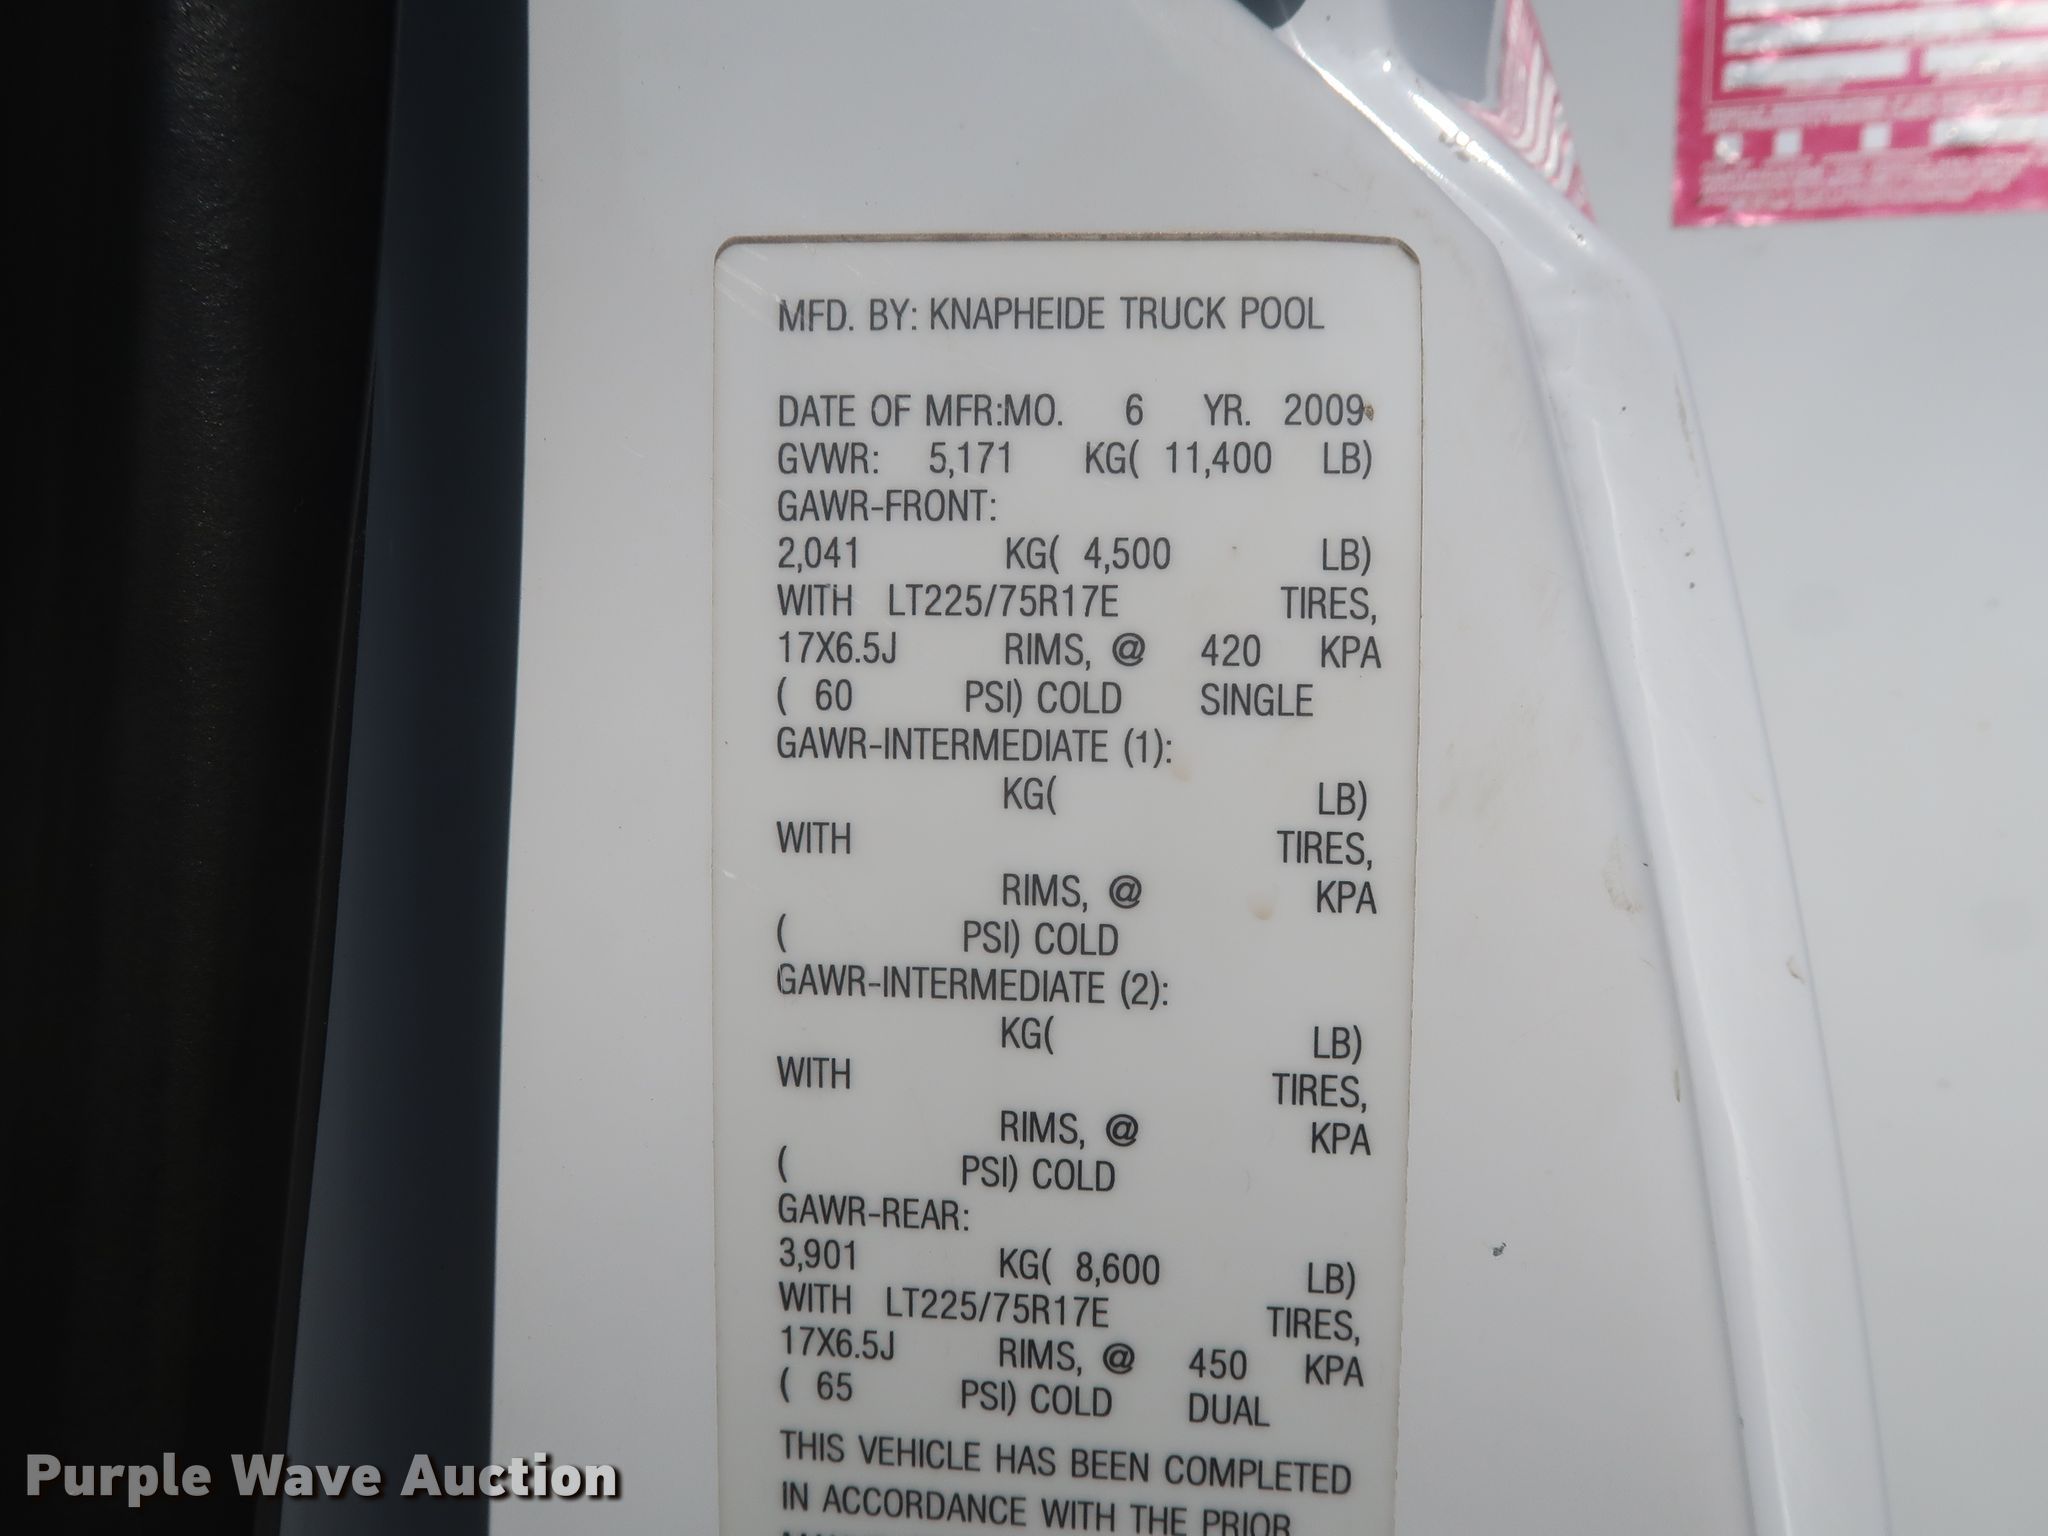 MFD. BY: KNAPHEIDE TRUCK POOL
DATE OF MFR:MO. 6 YR. 2009
GVWR: 5,171 KG( 11,400 LB)
GAWR-FRONT:
2,041 KG( 4,500 LB)
WITH LT225/75R17E TIRES,
17X6.5J RIMS, @ 420 KPA
( 60 PSI) COLD SINGLE
GAWR-INTERMEDIATE (1):
KG( LB)
WITH TIRES,
RIMS, @ KPA
( PSI) COLD
GAWR-INTERMEDIATE (2):
KG( LB)
WITH TIRES,
RIMS, @ KPA
( PSI) COLD
GAWR-REAR:
3,901 KG( 8,600 LB)
WITH LT225/75R17E TIRES,
17X6.5J RIMS, @ 450 KPA
( 65 PSI) COLD DUAL
THIS VEHICLE HAS BEEN COMPLETED
IN ACCORDANCE WITH THE PRIOR
Purple Wave Auction